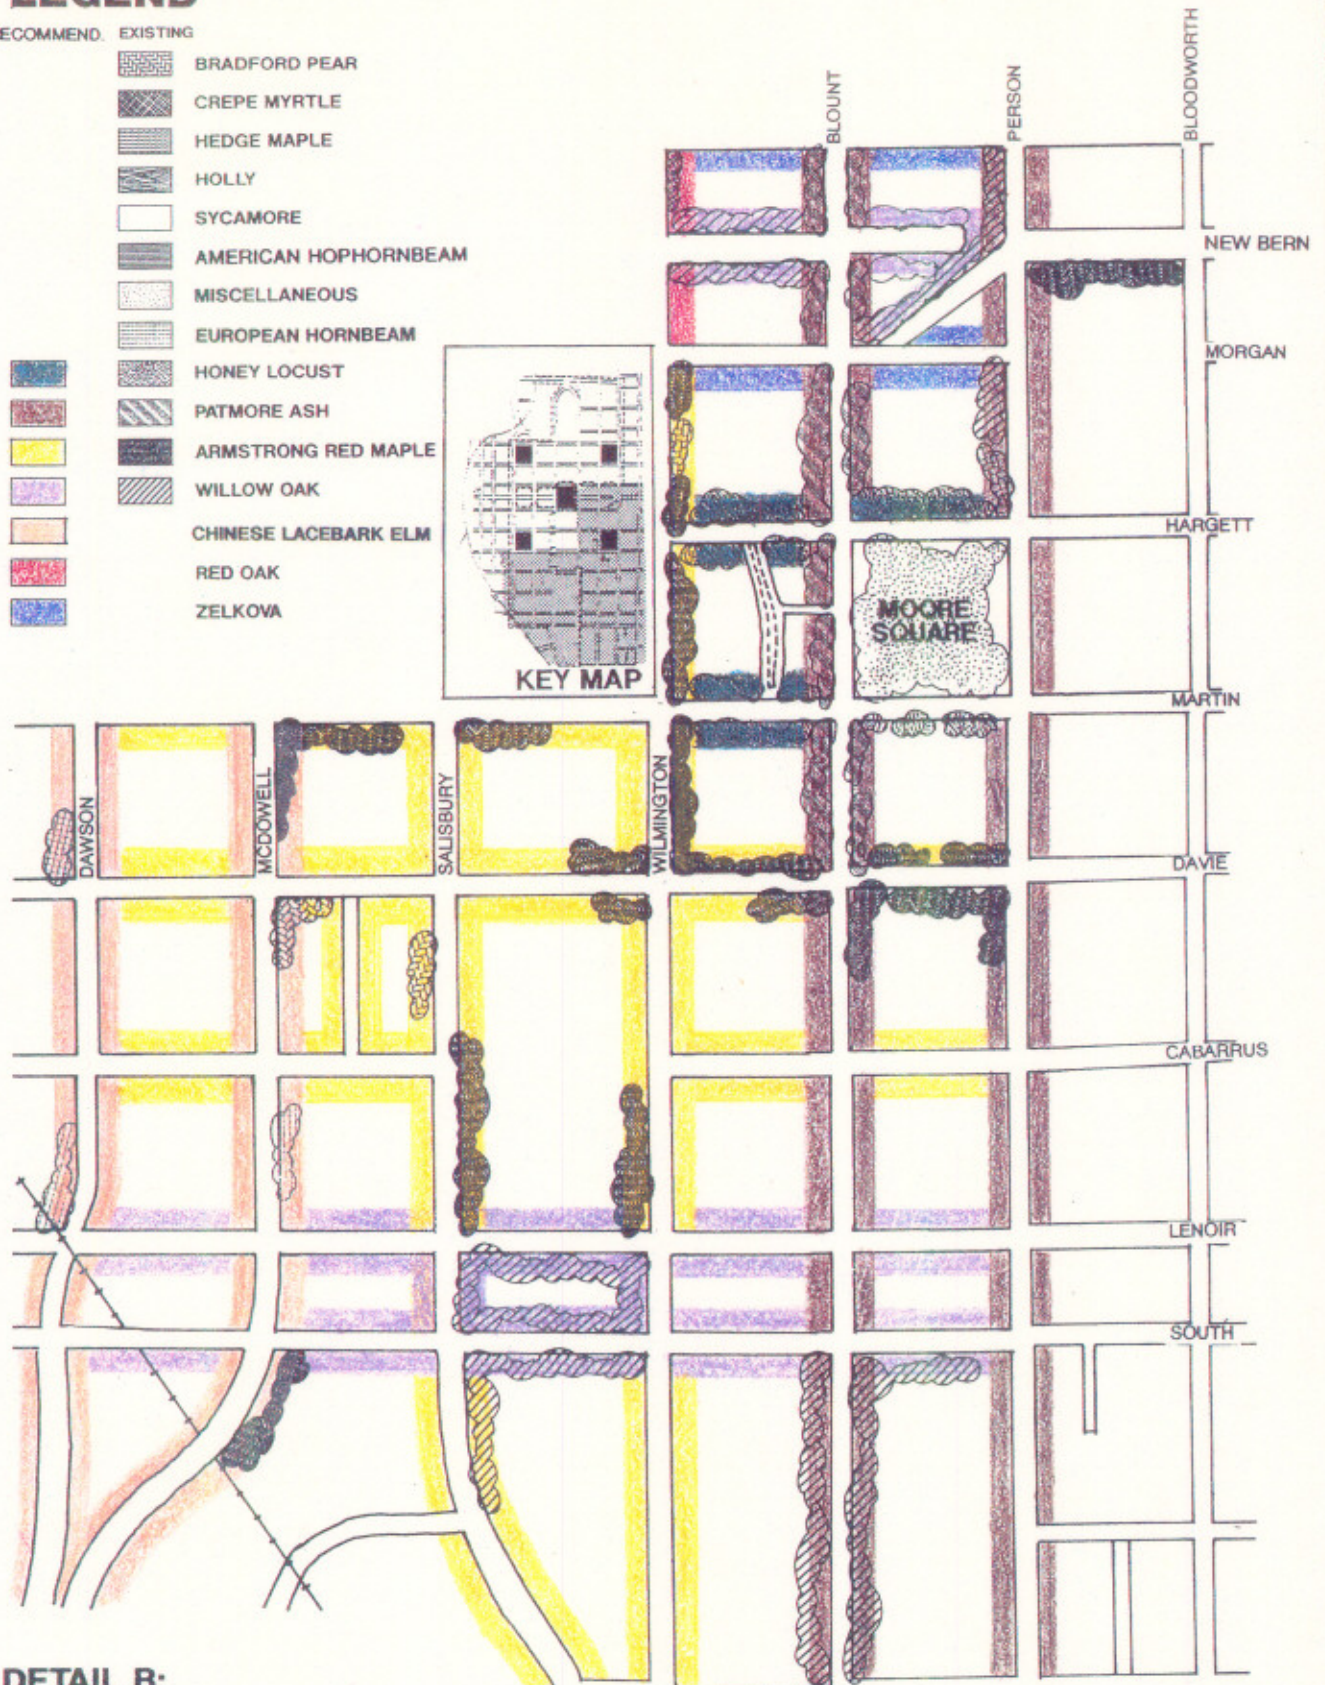 LEGEND
RECOMMEND. EXISTING
BRADFORD PEAR
CREPE MYRTLE
HEDGE MAPLE
HOLLY
SYCAMORE
AMERICAN HOPHORNBEAM
MISCELLANEOUS
EUROPEAN HORNBEAM
HONEY LOCUST
PATMORE ASH
ARMSTRONG RED MAPLE
WILLOW OAK
CHINESE LACEBARK ELM
RED OAK
ZELKOVA
KEY MAP
BLOUNT
PERSON
BLOODWORTH
NEW BERN
MORGAN
HARGETT
MOORE
SQUARE
MARTIN
DAWSON
MCDOWELL
SALISBURY
WILMINGTON
DAVIE
CABARRUS
LENOIR
SOUTH
DETAIL B: